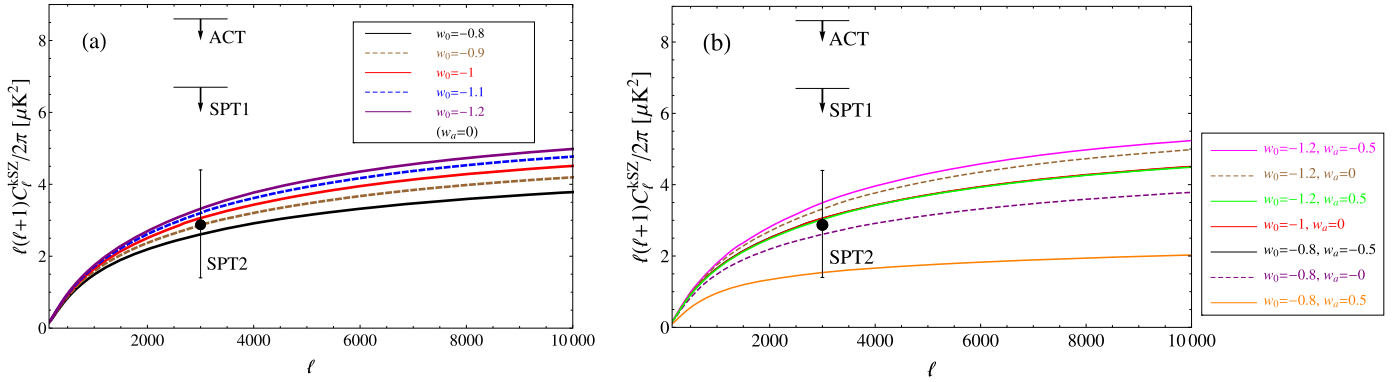 (a)
ACT
SPT1
SPT2
w₀=−0.8
w₀=−0.9
w₀=−1
w₀=−1.1
w₀=−1.2
(wₐ=0)
ℓ(ℓ+1)C_ℓ^kSZ/2π [μK²]
8
6
4
2
0
2000 4000 6000 8000 10 000
ℓ
(b)
ACT
SPT1
SPT2
ℓ(ℓ+1)C_ℓ^kSZ/2π [μK²]
8
6
4
2
0
2000 4000 6000 8000 10 000
ℓ
w₀=−1.2, wₐ=−0.5
w₀=−1.2, wₐ=0
w₀=−1.2, wₐ=0.5
w₀=−1, wₐ=0
w₀=−0.8, wₐ=−0.5
w₀=−0.8, wₐ=−0
w₀=−0.8, wₐ=0.5